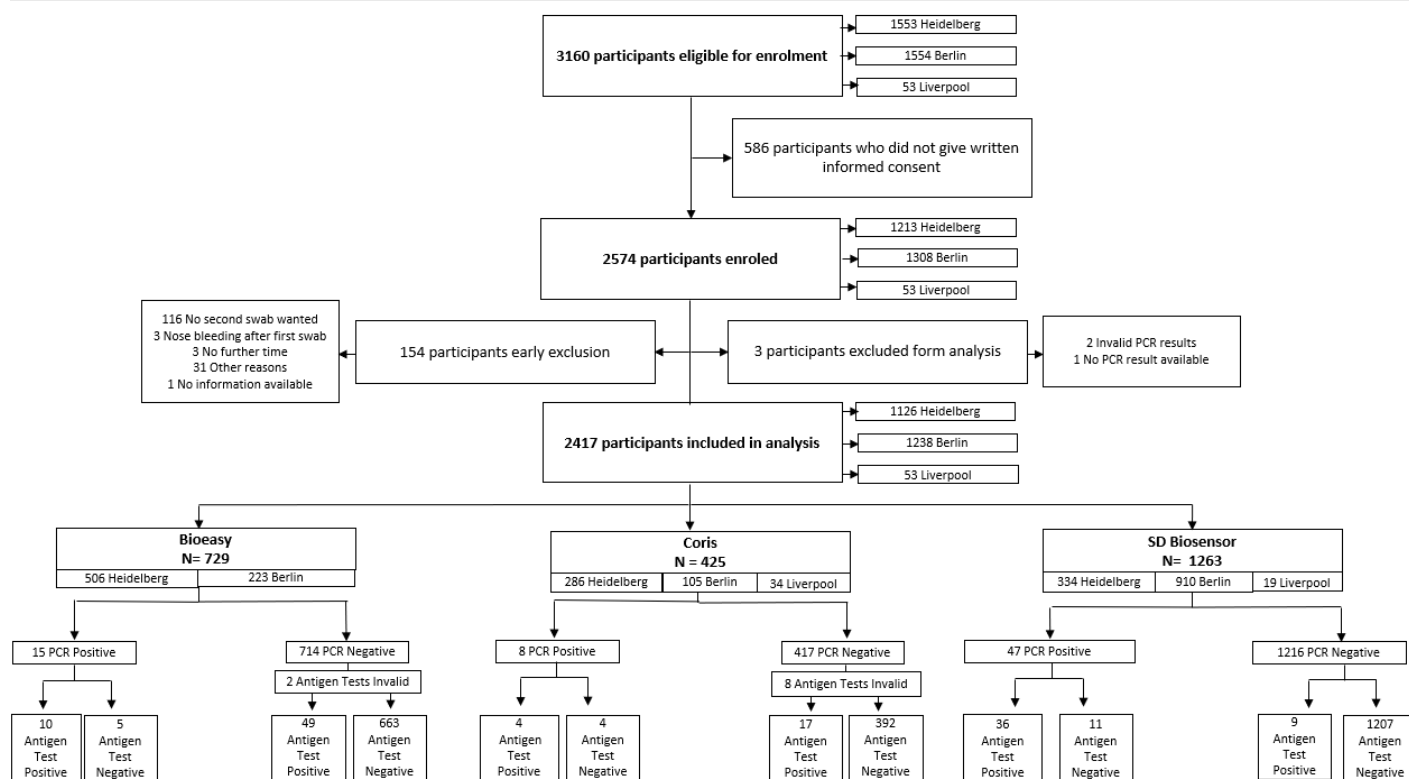 3160 participants eligible for enrolment
1553 Heidelberg
1554 Berlin
53 Liverpool
586 participants who did not give written
informed consent
2574 participants enroled
1213 Heidelberg
1308 Berlin
53 Liverpool
116 No second swab wanted
3 Nose bleeding after first swab
3 No further time
31 Other reasons
1 No information available
154 participants early exclusion
3 participants excluded form analysis
2 Invalid PCR results
1 No PCR result available
2417 participants included in analysis
1126 Heidelberg
1238 Berlin
53 Liverpool
Bioeasy
N= 729
506 Heidelberg
223 Berlin
Coris
N = 425
286 Heidelberg
105 Berlin
34 Liverpool
SD Biosensor
N= 1263
334 Heidelberg
910 Berlin
19 Liverpool
15 PCR Positive
714 PCR Negative
2 Antigen Tests Invalid
8 PCR Positive
417 PCR Negative
8 Antigen Tests Invalid
47 PCR Positive
1216 PCR Negative
10
Antigen
Test
Positive
5
Antigen
Test
Negative
49
Antigen
Test
Positive
663
Antigen
Test
Negative
4
Antigen
Test
Positive
4
Antigen
Test
Negative
17
Antigen
Test
Positive
392
Antigen
Test
Negative
36
Antigen
Test
Positive
11
Antigen
Test
Negative
9
Antigen
Test
Positive
1207
Antigen
Test
Negative